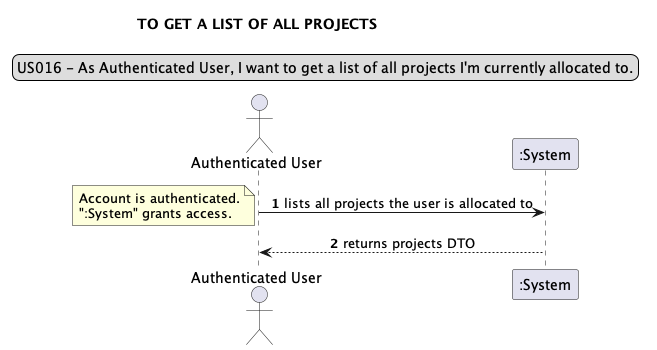 TO GET A LIST OF ALL PROJECTS
US016 – As Authenticated User, I want to get a list of all projects I'm currently allocated to.
Authenticated User
:System
Account is authenticated.
":System" grants access.
1 lists all projects the user is allocated to
2 returns projects DTO
Authenticated User
:System